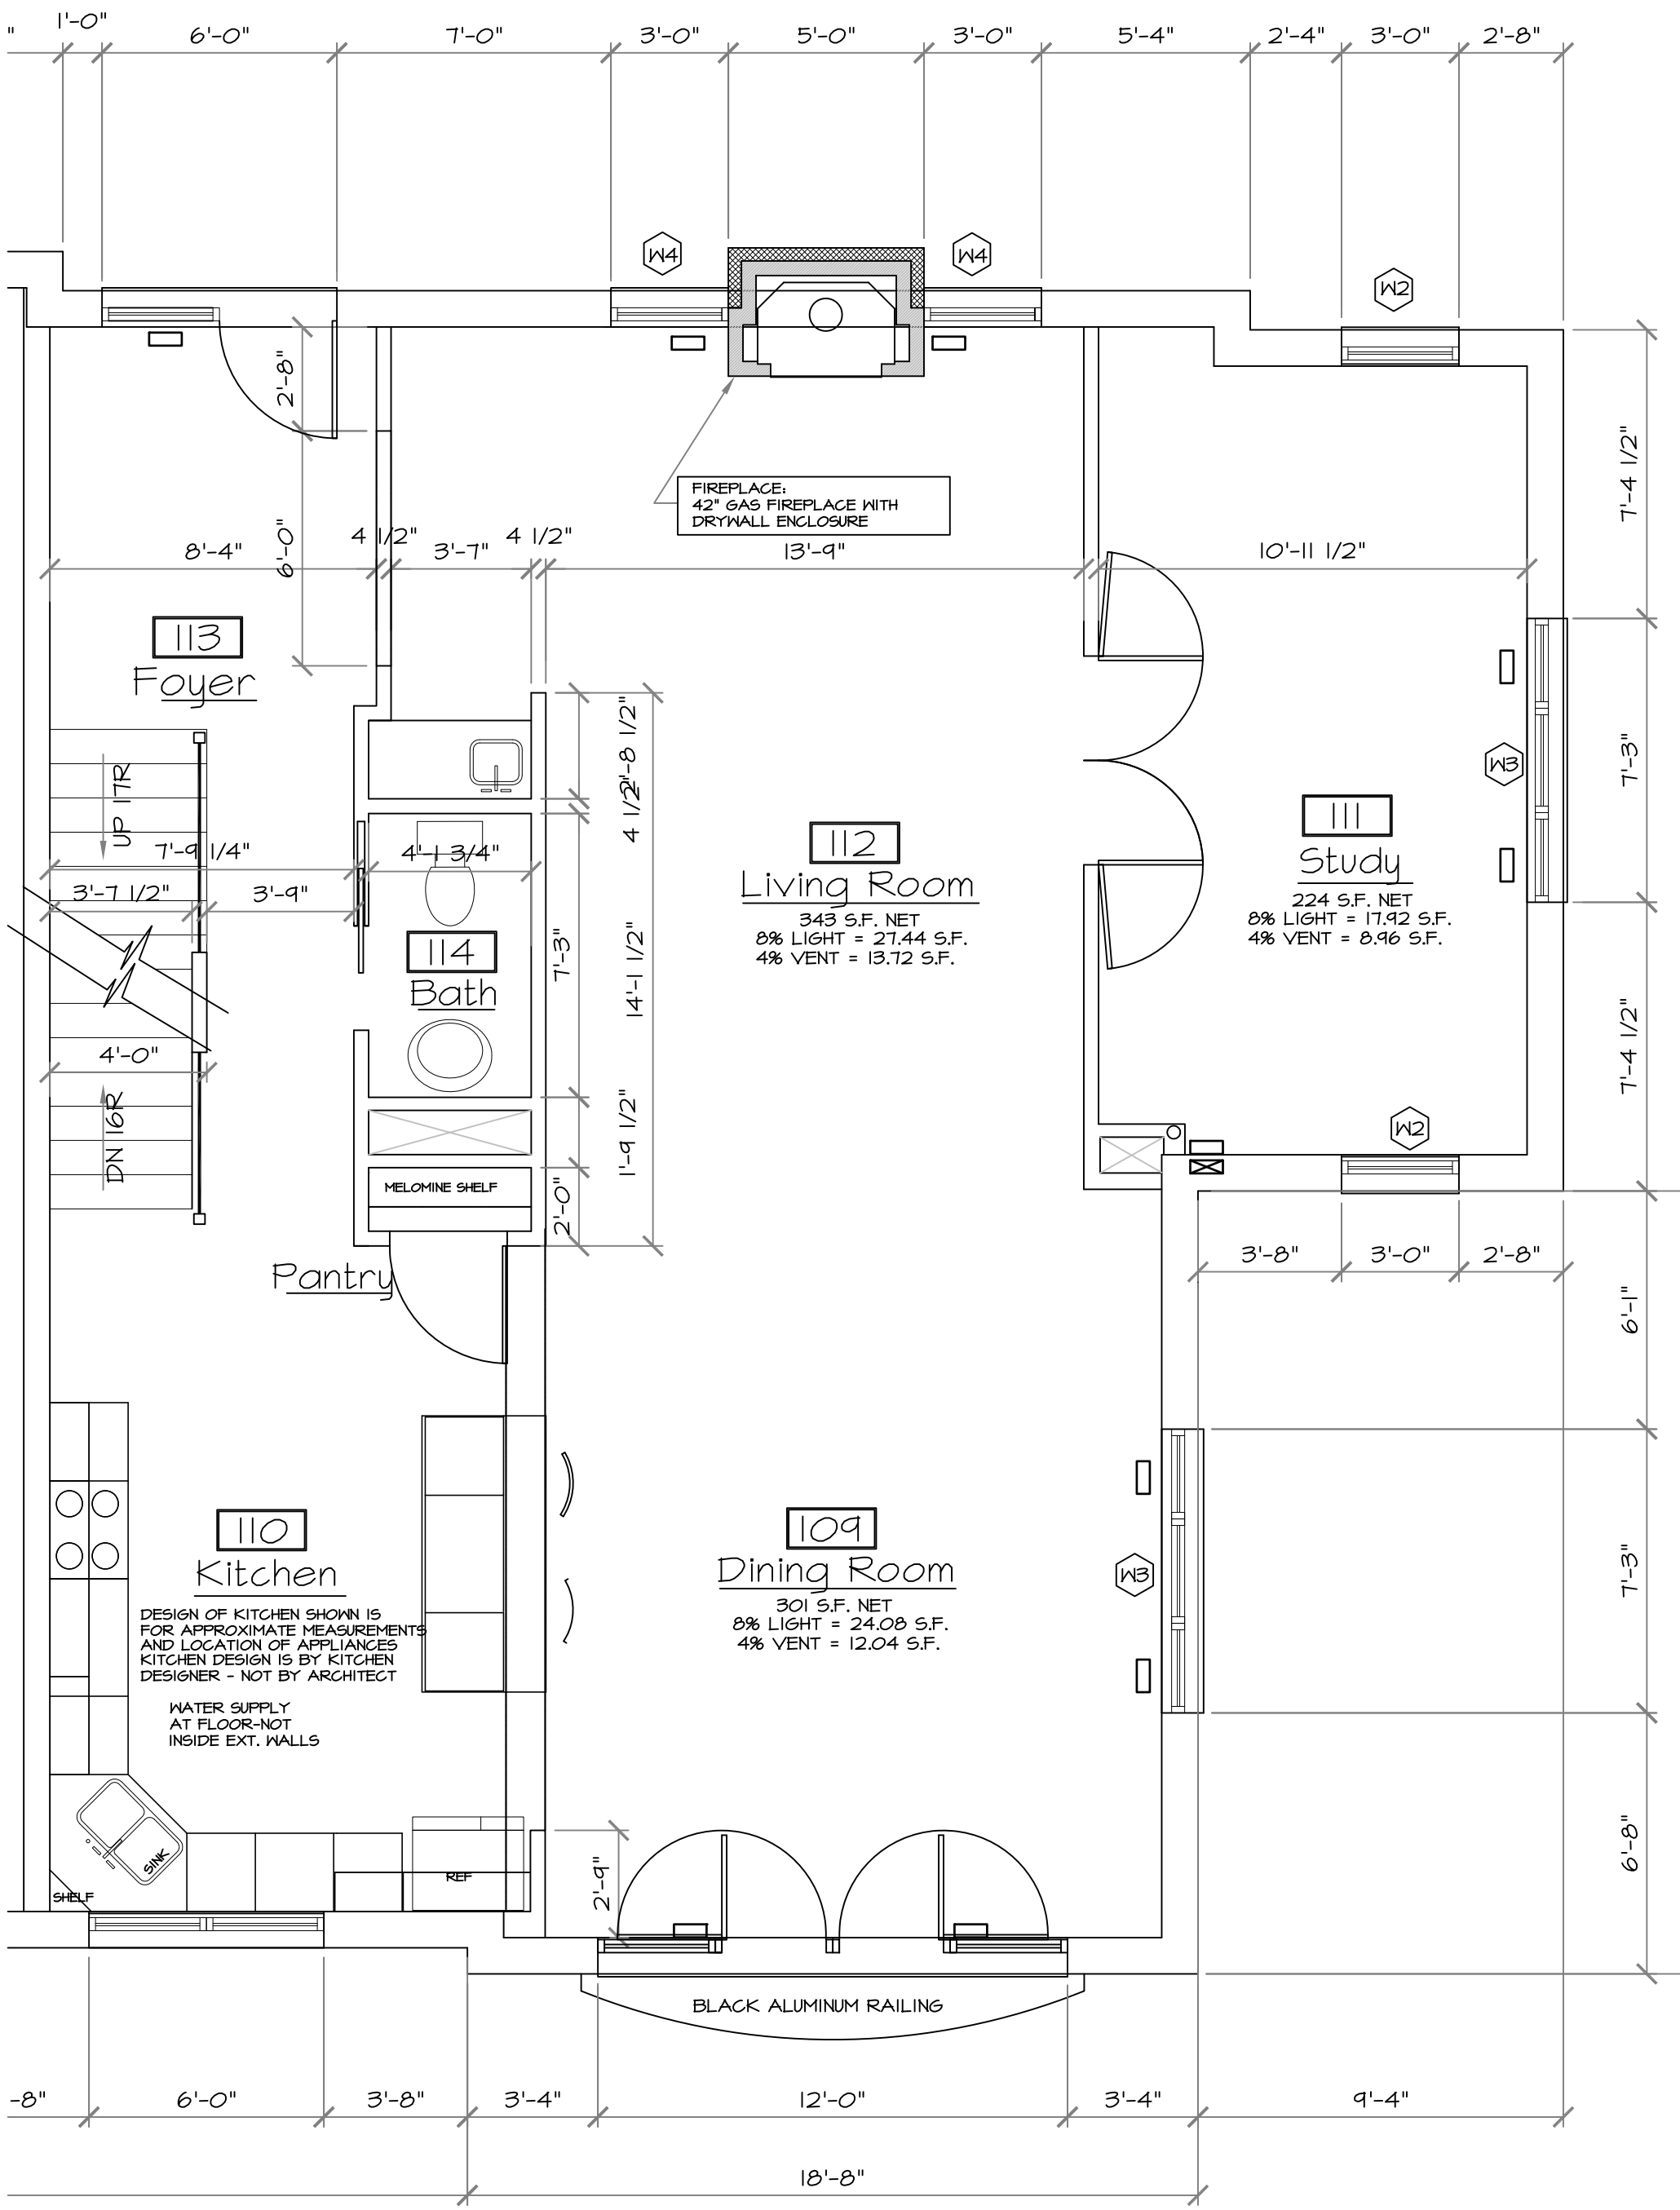 "
1'-0"
6'-0"
7'-0"
3'-0"
5'-0"
3'-0"
5'-4"
2'-4"
3'-0"
2'-8"
W4
W4
W2
2'-8"
FIREPLACE:
42" GAS FIREPLACE WITH
DRYWALL ENCLOSURE
7'-4 1/2"
8'-4"
6'-0"
4 1/2"
3'-7"
4 1/2"
13'-9"
10'-11 1/2"
113
Foyer
2'-8 1/2"
4 1/2"
7'-3"
W3
UP 17R
7'-9 1/4"
4'-1 3/4"
3'-7 1/2"
3'-9"
112
Living Room
343 S.F. NET
8% LIGHT = 27.44 S.F.
4% VENT = 13.72 S.F.
111
Study
224 S.F. NET
8% LIGHT = 17.92 S.F.
4% VENT = 8.96 S.F.
114
Bath
7'-3"
14'-1 1/2"
7'-4 1/2"
4'-0"
DN 16R
1'-9 1/2"
W2
MELOMINE SHELF
2'-0"
Pantry
3'-8"
3'-0"
2'-8"
6'-1"
110
Kitchen
DESIGN OF KITCHEN SHOWN IS
FOR APPROXIMATE MEASUREMENTS
AND LOCATION OF APPLIANCES
KITCHEN DESIGN IS BY KITCHEN
DESIGNER - NOT BY ARCHITECT
WATER SUPPLY
AT FLOOR-NOT
INSIDE EXT. WALLS
109
Dining Room
301 S.F. NET
8% LIGHT = 24.08 S.F.
4% VENT = 12.04 S.F.
W3
7'-3"
SINK
SHELF
REF
2'-9"
6'-8"
BLACK ALUMINUM RAILING
-8"
6'-0"
3'-8"
3'-4"
12'-0"
3'-4"
9'-4"
18'-8"